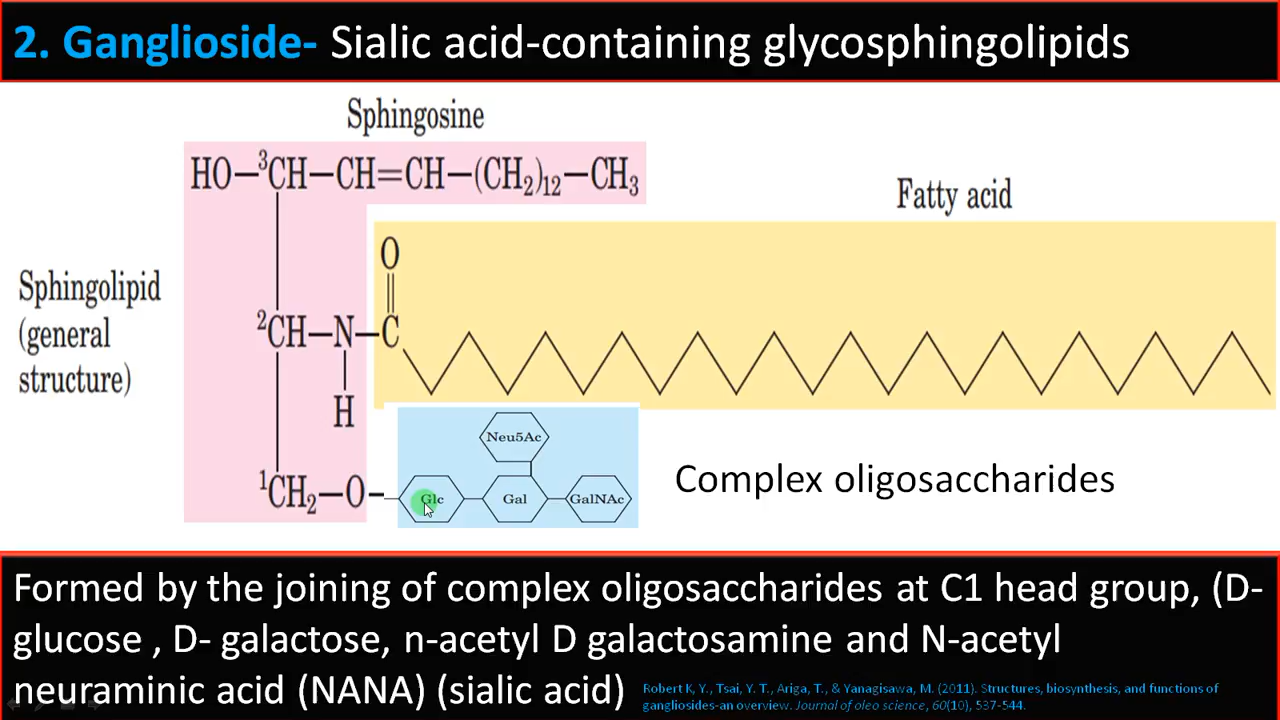 2. Ganglioside- Sialic acid-containing glycosphingolipids
Sphingosine
HO—³CH—CH=CH—(CH₂)₁₂—CH₃
Fatty acid
O
Sphingolipid
(general
structure)
²CH—N—C
H
Neu5Ac
¹CH₂—O—
Glc
Gal
GalNAc
Complex oligosaccharides
Formed by the joining of complex oligosaccharides at C1 head group, (D-
glucose , D- galactose, n-acetyl D galactosamine and N-acetyl
neuraminic acid (NANA) (sialic acid)
Robert K, Y., Tsai, Y. T., Ariga, T., & Yanagisawa, M. (2011). Structures, biosynthesis, and functions of
gangliosides-an overview. Journal of oleo science, 60(10), 537-544.